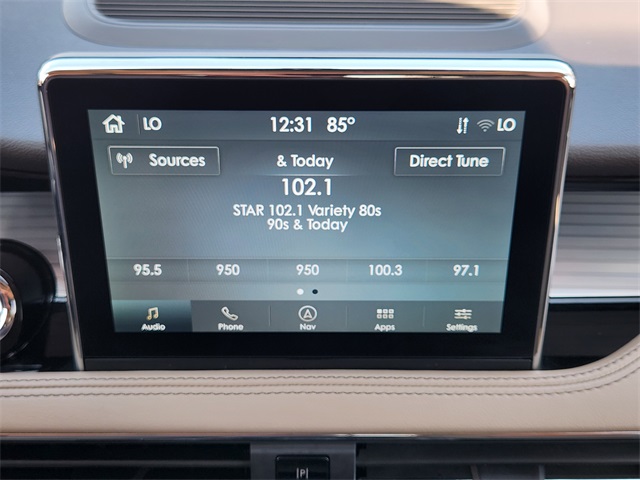 LO 12:31 85° LO
Sources & Today Direct Tune
102.1
STAR 102.1 Variety 80s
90s & Today
95.5 950 950 100.3 97.1
Audio Phone Nav Apps Settings
P